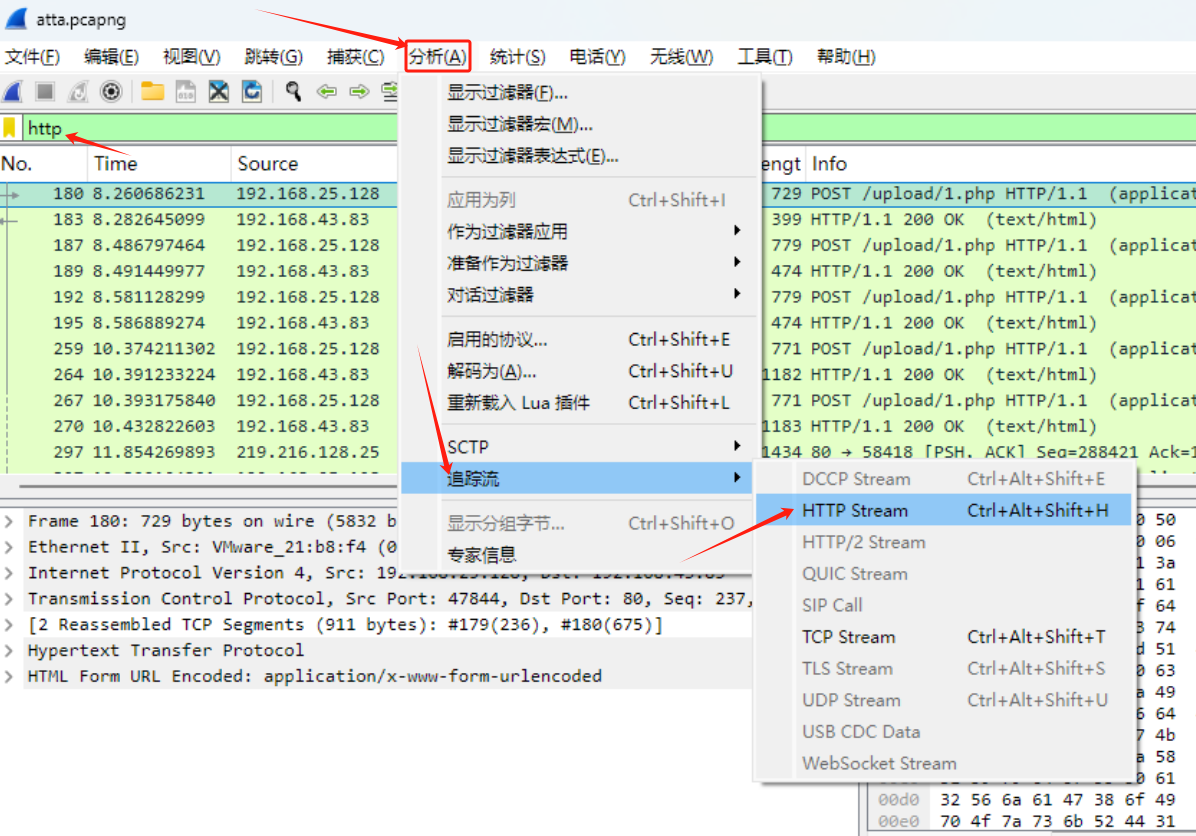 atta.pcapng
文件(F) 编辑(E) 视图(V) 跳转(G) 捕获(C) 分析(A) 统计(S) 电话(Y) 无线(W) 工具(T) 帮助(H)
http
No. Time Source engt Info
180 8.260686231 192.168.25.128 729 POST /upload/1.php HTTP/1.1 (applicat
183 8.282645099 192.168.43.83 399 HTTP/1.1 200 OK (text/html)
187 8.486797464 192.168.25.128 779 POST /upload/1.php HTTP/1.1 (applicat
189 8.491449977 192.168.43.83 474 HTTP/1.1 200 OK (text/html)
192 8.581128299 192.168.25.128 779 POST /upload/1.php HTTP/1.1 (applicat
195 8.586889274 192.168.43.83 474 HTTP/1.1 200 OK (text/html)
259 10.374211302 192.168.25.128 771 POST /upload/1.php HTTP/1.1 (applicat
264 10.391233224 192.168.43.83 1182 HTTP/1.1 200 OK (text/html)
267 10.393175840 192.168.25.128 771 POST /upload/1.php HTTP/1.1 (applicat
270 10.432822603 192.168.43.83 1183 HTTP/1.1 200 OK (text/html)
297 11.854269893 219.216.128.25 1434 80 → 58418 [PSH, ACK] Seq=288421 Ack=1
显示过滤器(F)...
显示过滤器宏(M)...
显示过滤器表达式(E)...
应用为列 Ctrl+Shift+I
作为过滤器应用
准备作为过滤器
对话过滤器
启用的协议... Ctrl+Shift+E
解码为(A)... Ctrl+Shift+U
重新载入 Lua 插件 Ctrl+Shift+L
SCTP
追踪流
显示分组字节... Ctrl+Shift+O
专家信息
DCCP Stream Ctrl+Alt+Shift+E
HTTP Stream Ctrl+Alt+Shift+H
HTTP/2 Stream
QUIC Stream
SIP Call
TCP Stream Ctrl+Alt+Shift+T
TLS Stream Ctrl+Alt+Shift+S
UDP Stream Ctrl+Alt+Shift+U
USB CDC Data
WebSocket Stream
Frame 180: 729 bytes on wire (5832 b
Ethernet II, Src: VMware_21:b8:f4 (0
Internet Protocol Version 4, Src: 192.168.25.128, Dst: 192.168.43.83
Transmission Control Protocol, Src Port: 47844, Dst Port: 80, Seq: 237,
[2 Reassembled TCP Segments (911 bytes): #179(236), #180(675)]
Hypertext Transfer Protocol
HTML Form URL Encoded: application/x-www-form-urlencoded
0 50
0 06
1 3a
1 61
f 64
3 74
d 51
0 63
a 49
6 64
7 4b
a 58
61
00d0 32 56 6a 61 47 38 6f 49
00e0 70 4f 7a 73 6b 52 44 31